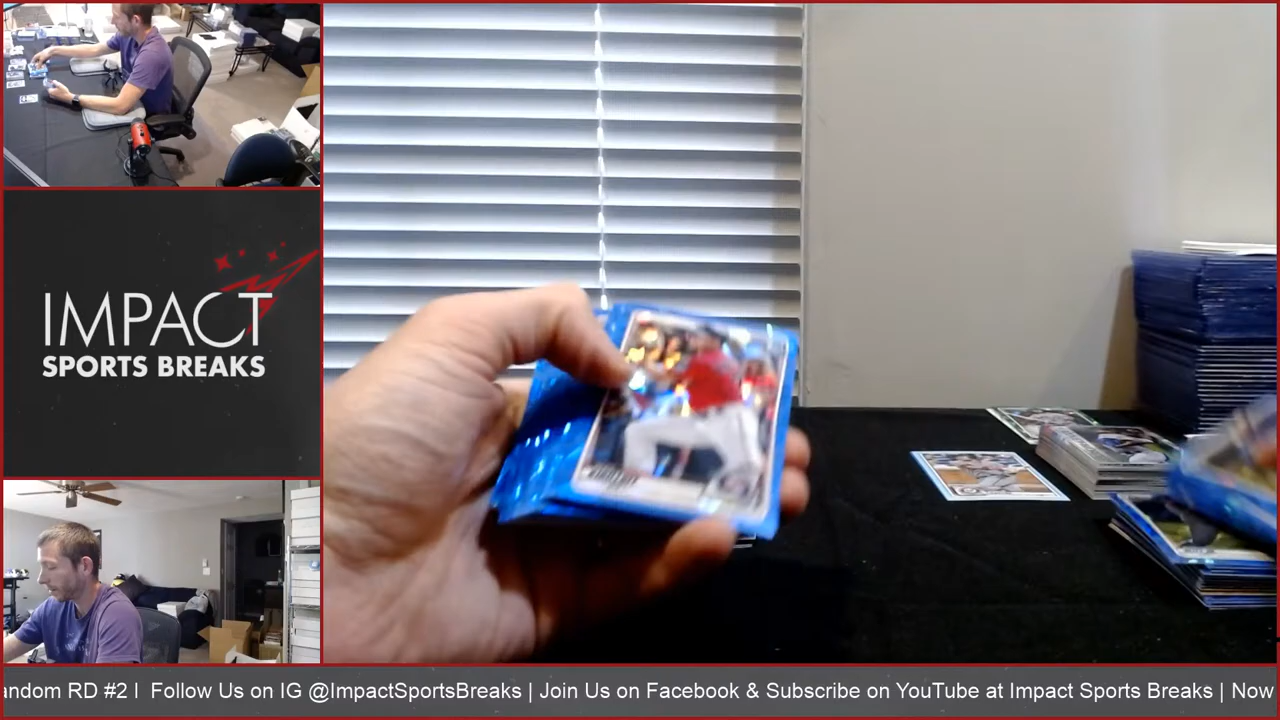 IMPACT
SPORTS BREAKS
andom RD #2 l Follow Us on IG @ImpactSportsBreaks | Join Us on Facebook & Subscribe on YouTube at Impact Sports Breaks | Now